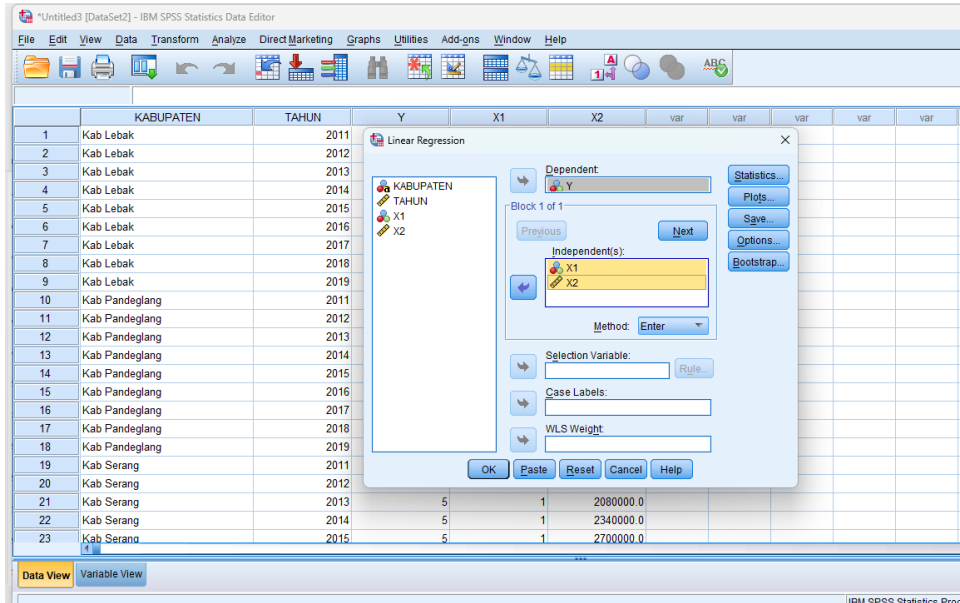 *Untitled3 [DataSet2] - IBM SPSS Statistics Data Editor
File Edit View Data Transform Analyze Direct Marketing Graphs Utilities Add-ons Window Help
KABUPATEN TAHUN Y X1 X2 var var var var var
1 Kab Lebak 2011
2 Kab Lebak 2012
3 Kab Lebak 2013
4 Kab Lebak 2014
5 Kab Lebak 2015
6 Kab Lebak 2016
7 Kab Lebak 2017
8 Kab Lebak 2018
9 Kab Lebak 2019
10 Kab Pandeglang 2011
11 Kab Pandeglang 2012
12 Kab Pandeglang 2013
13 Kab Pandeglang 2014
14 Kab Pandeglang 2015
15 Kab Pandeglang 2016
16 Kab Pandeglang 2017
17 Kab Pandeglang 2018
18 Kab Pandeglang 2019
19 Kab Serang 2011
20 Kab Serang 2012
21 Kab Serang 2013 5 1 2080000.0
22 Kab Serang 2014 5 1 2340000.0
23 Kab Serang 2015 5 1 2700000.0
Linear Regression
KABUPATEN
TAHUN
X1
X2
Dependent:
Y
Block 1 of 1
Previous Next
Independent(s):
X1
X2
Method: Enter
Selection Variable:
Rule...
Case Labels:
WLS Weight:
Statistics...
Plots...
Save...
Options...
Bootstrap...
OK Paste Reset Cancel Help
Data View Variable View
IBM SPSS Statistics Proc